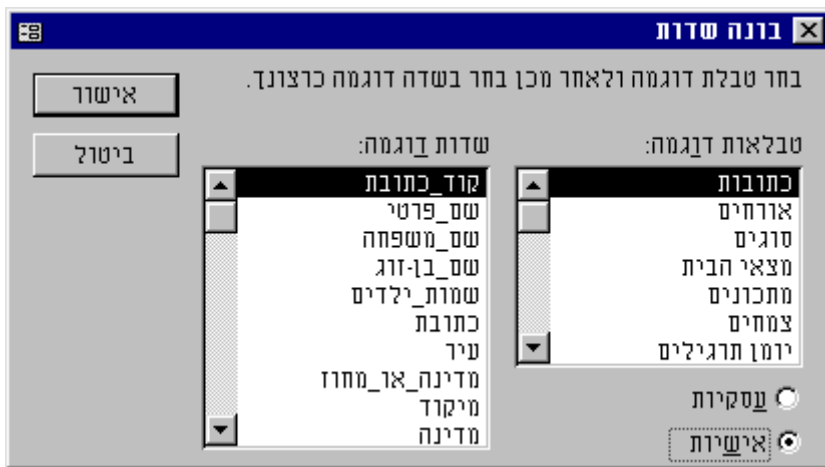 בונה שדות
בחר טבלת דוגמה ולאחר מכן בחר בשדה דוגמה כרצונך.
טבלאות דוגמה:
כתובות
אורחים
סוגים
מצאי הבית
מתכונים
צמחים
יומן תרגילים
עסקיות
אישיות
שדות דוגמה:
קוד_כתובת
שם_פרטי
שם_משפחה
שם_בן-זוג
שמות_ילדים
כתובת
עיר
מדינה_או_מחוז
מיקוד
מדינה
אישור
ביטול